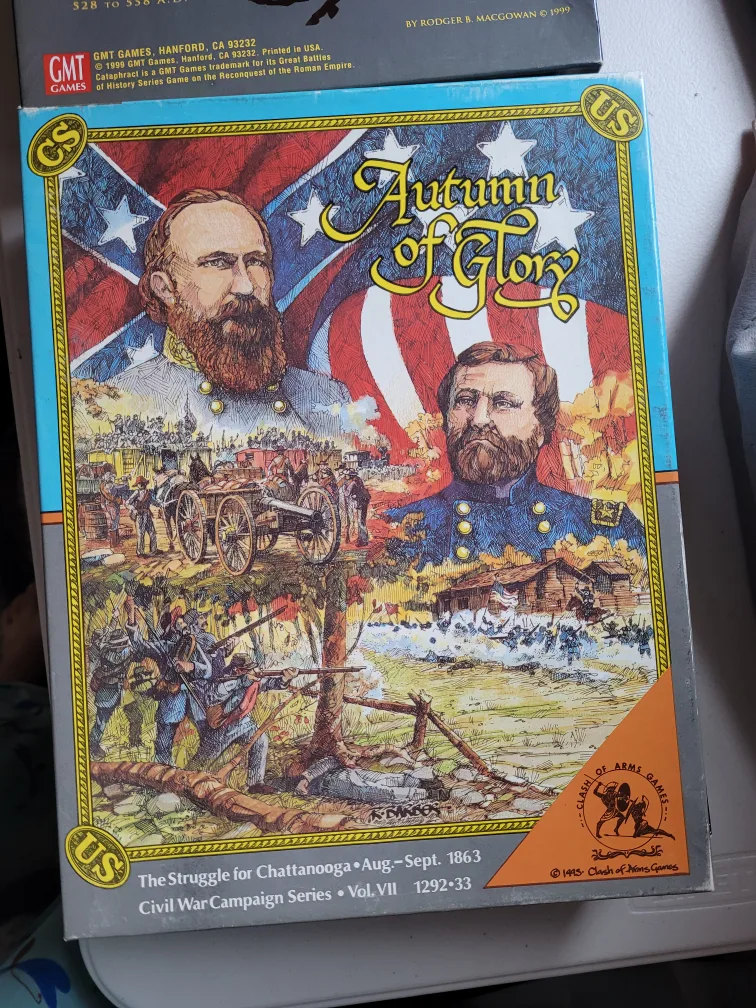 528 TO 558 A.D.
BY RODGER B. MACGOWAN © 1999
GMT
GAMES
GMT GAMES, HANFORD, CA 93232
© 1999 GMT Games, Hanford, CA 93232. Printed in USA.
Cataphract is a GMT Games trademark for its Great Battles
of History Series Game on the Reconquest of the Roman Empire.
CS
US
Autumn
of Glory
R. BARBER
CLASH OF ARMS GAMES
© 1995 Clash of Arms Games
US
The Struggle for Chattanooga • Aug.–Sept. 1863
Civil War Campaign Series • Vol. VII 1292•33